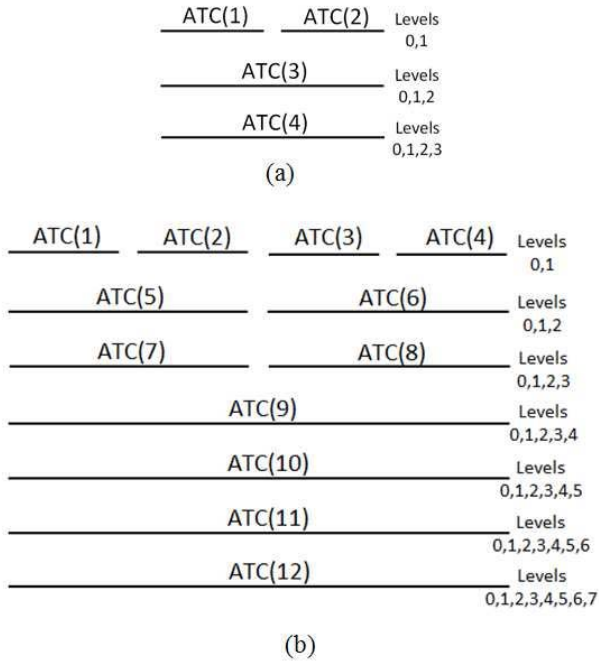 ATC(1) ATC(2) Levels
0,1
ATC(3) Levels
0,1,2
ATC(4) Levels
0,1,2,3
(a)
ATC(1) ATC(2) ATC(3) ATC(4) Levels
0,1
ATC(5) ATC(6) Levels
0,1,2
ATC(7) ATC(8) Levels
0,1,2,3
ATC(9) Levels
0,1,2,3,4
ATC(10) Levels
0,1,2,3,4,5
ATC(11) Levels
0,1,2,3,4,5,6
ATC(12) Levels
0,1,2,3,4,5,6,7
(b)